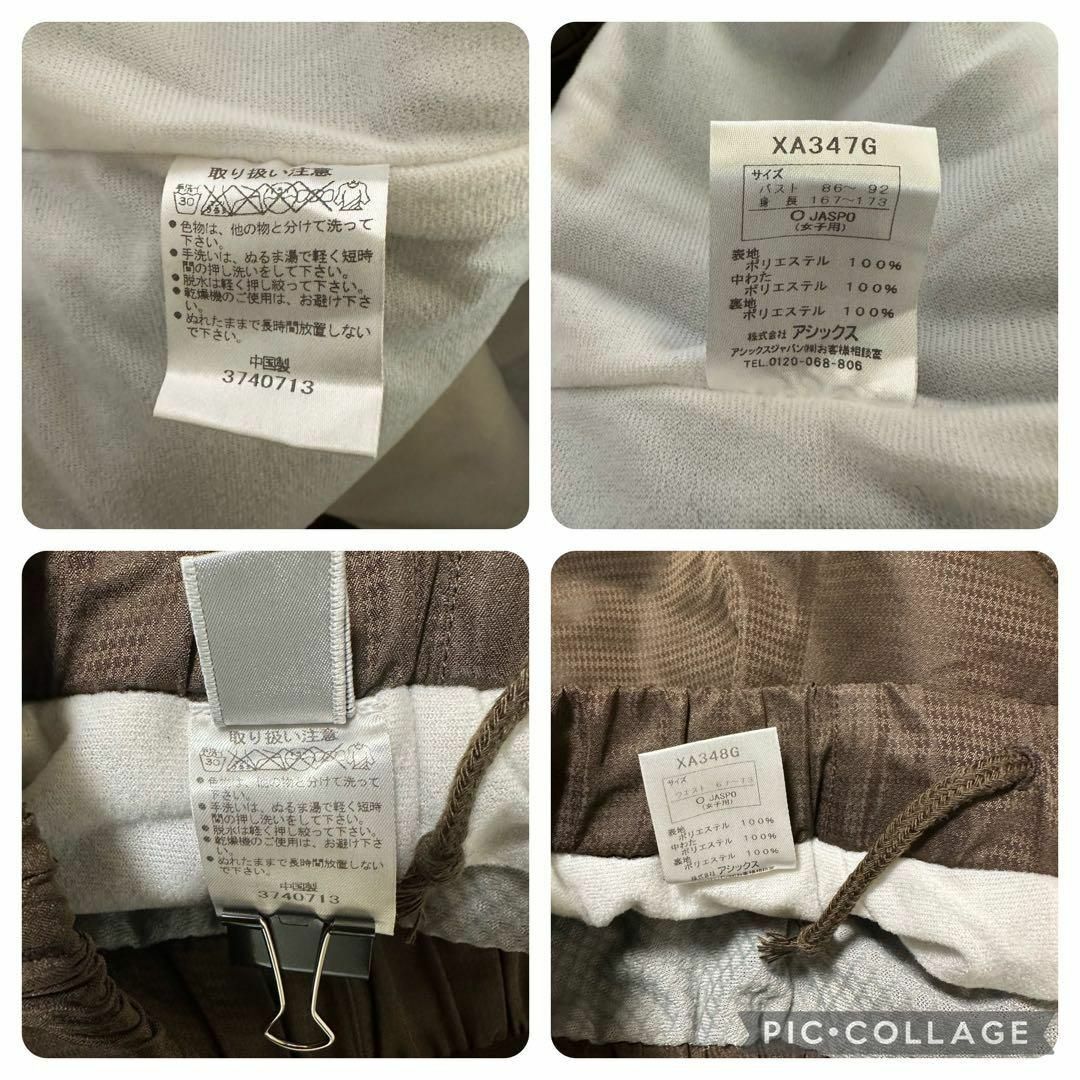 取り扱い注意
手洗イ
30
●色物は、他の物と分けて洗って
下さい。
●手洗いは、ぬるま湯で軽く短時
間の押し洗いをして下さい。
●脱水は軽く押し絞って下さい。
●乾燥機のご使用は、お避け下さ
い。
●ぬれたままで長時間放置しない
で下さい。
中国製
3740713
XA347G
サイズ
バスト 86〜 92
身長 167〜173
O JASPO
(女子用)
表地
ポリエステル 100%
中わた
ポリエステル 100%
裏地
ポリエステル 100%
株式会社 アシックス
アシックスジャパン(株)お客様相談室
TEL.0120-068-806
取り扱い注意
30
●色物は、他の物と分けて洗って
下さい。
●手洗いは、ぬるま湯で軽く短時
間の押し洗いをして下さい。
●脱水は軽く押し絞って下さい。
●乾燥機のご使用は、お避け下さ
い。
●ぬれたままで長時間放置しない
で下さい。
中国製
3740713
XA348G
サイズ
ウエスト 67〜73
O JASPO
(女子用)
表地
ポリエステル 100%
中わた
ポリエステル 100%
裏地
ポリエステル 100%
株式会社 アシックス
PIC•COLLAGE